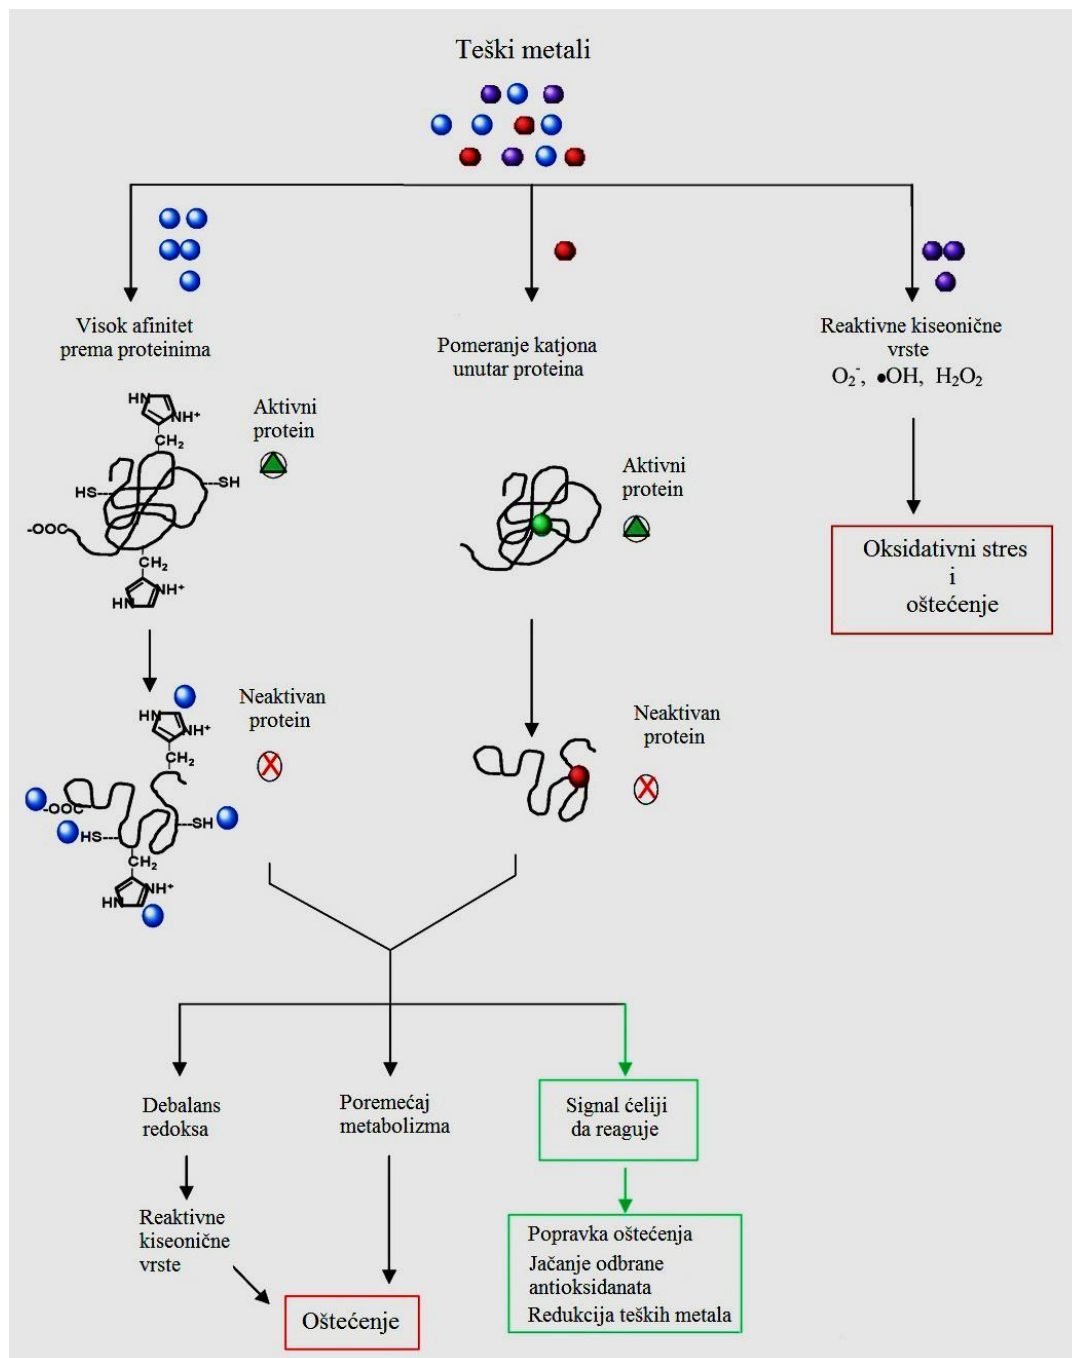 Teški metali
Visok afinitet
prema proteinima
Pomeranje katjona
unutar proteina
Reaktivne kiseonične
vrste
O₂⁻, •OH, H₂O₂
HN
NH⁺
CH₂
Aktivni
protein
HS
SH
-OOC
CH₂
NH⁺
HN
Aktivni
protein
Oksidativni stres
i
oštećenje
HN
NH⁺
CH₂
Neaktivan
protein
-OOC
HS
SH
CH₂
NH⁺
HN
Neaktivan
protein
Debalans
redoksa
Poremećaj
metabolizma
Signal ćeliji
da reaguje
Reaktivne
kiseonične
vrste
Oštećenje
Popravka oštećenja
Jačanje odbrane
antioksidanata
Redukcija teških metala